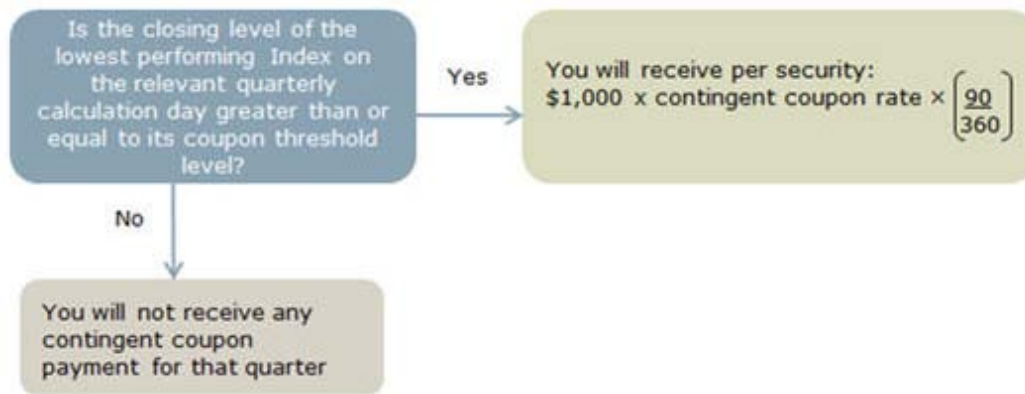 Is the closing level of the
lowest performing Index on
the relevant quarterly
calculation day greater than or
equal to its coupon threshold
level?
Yes
You will receive per security:
$1,000 x contingent coupon rate × (90
360)
No
You will not receive any
contingent coupon
payment for that quarter